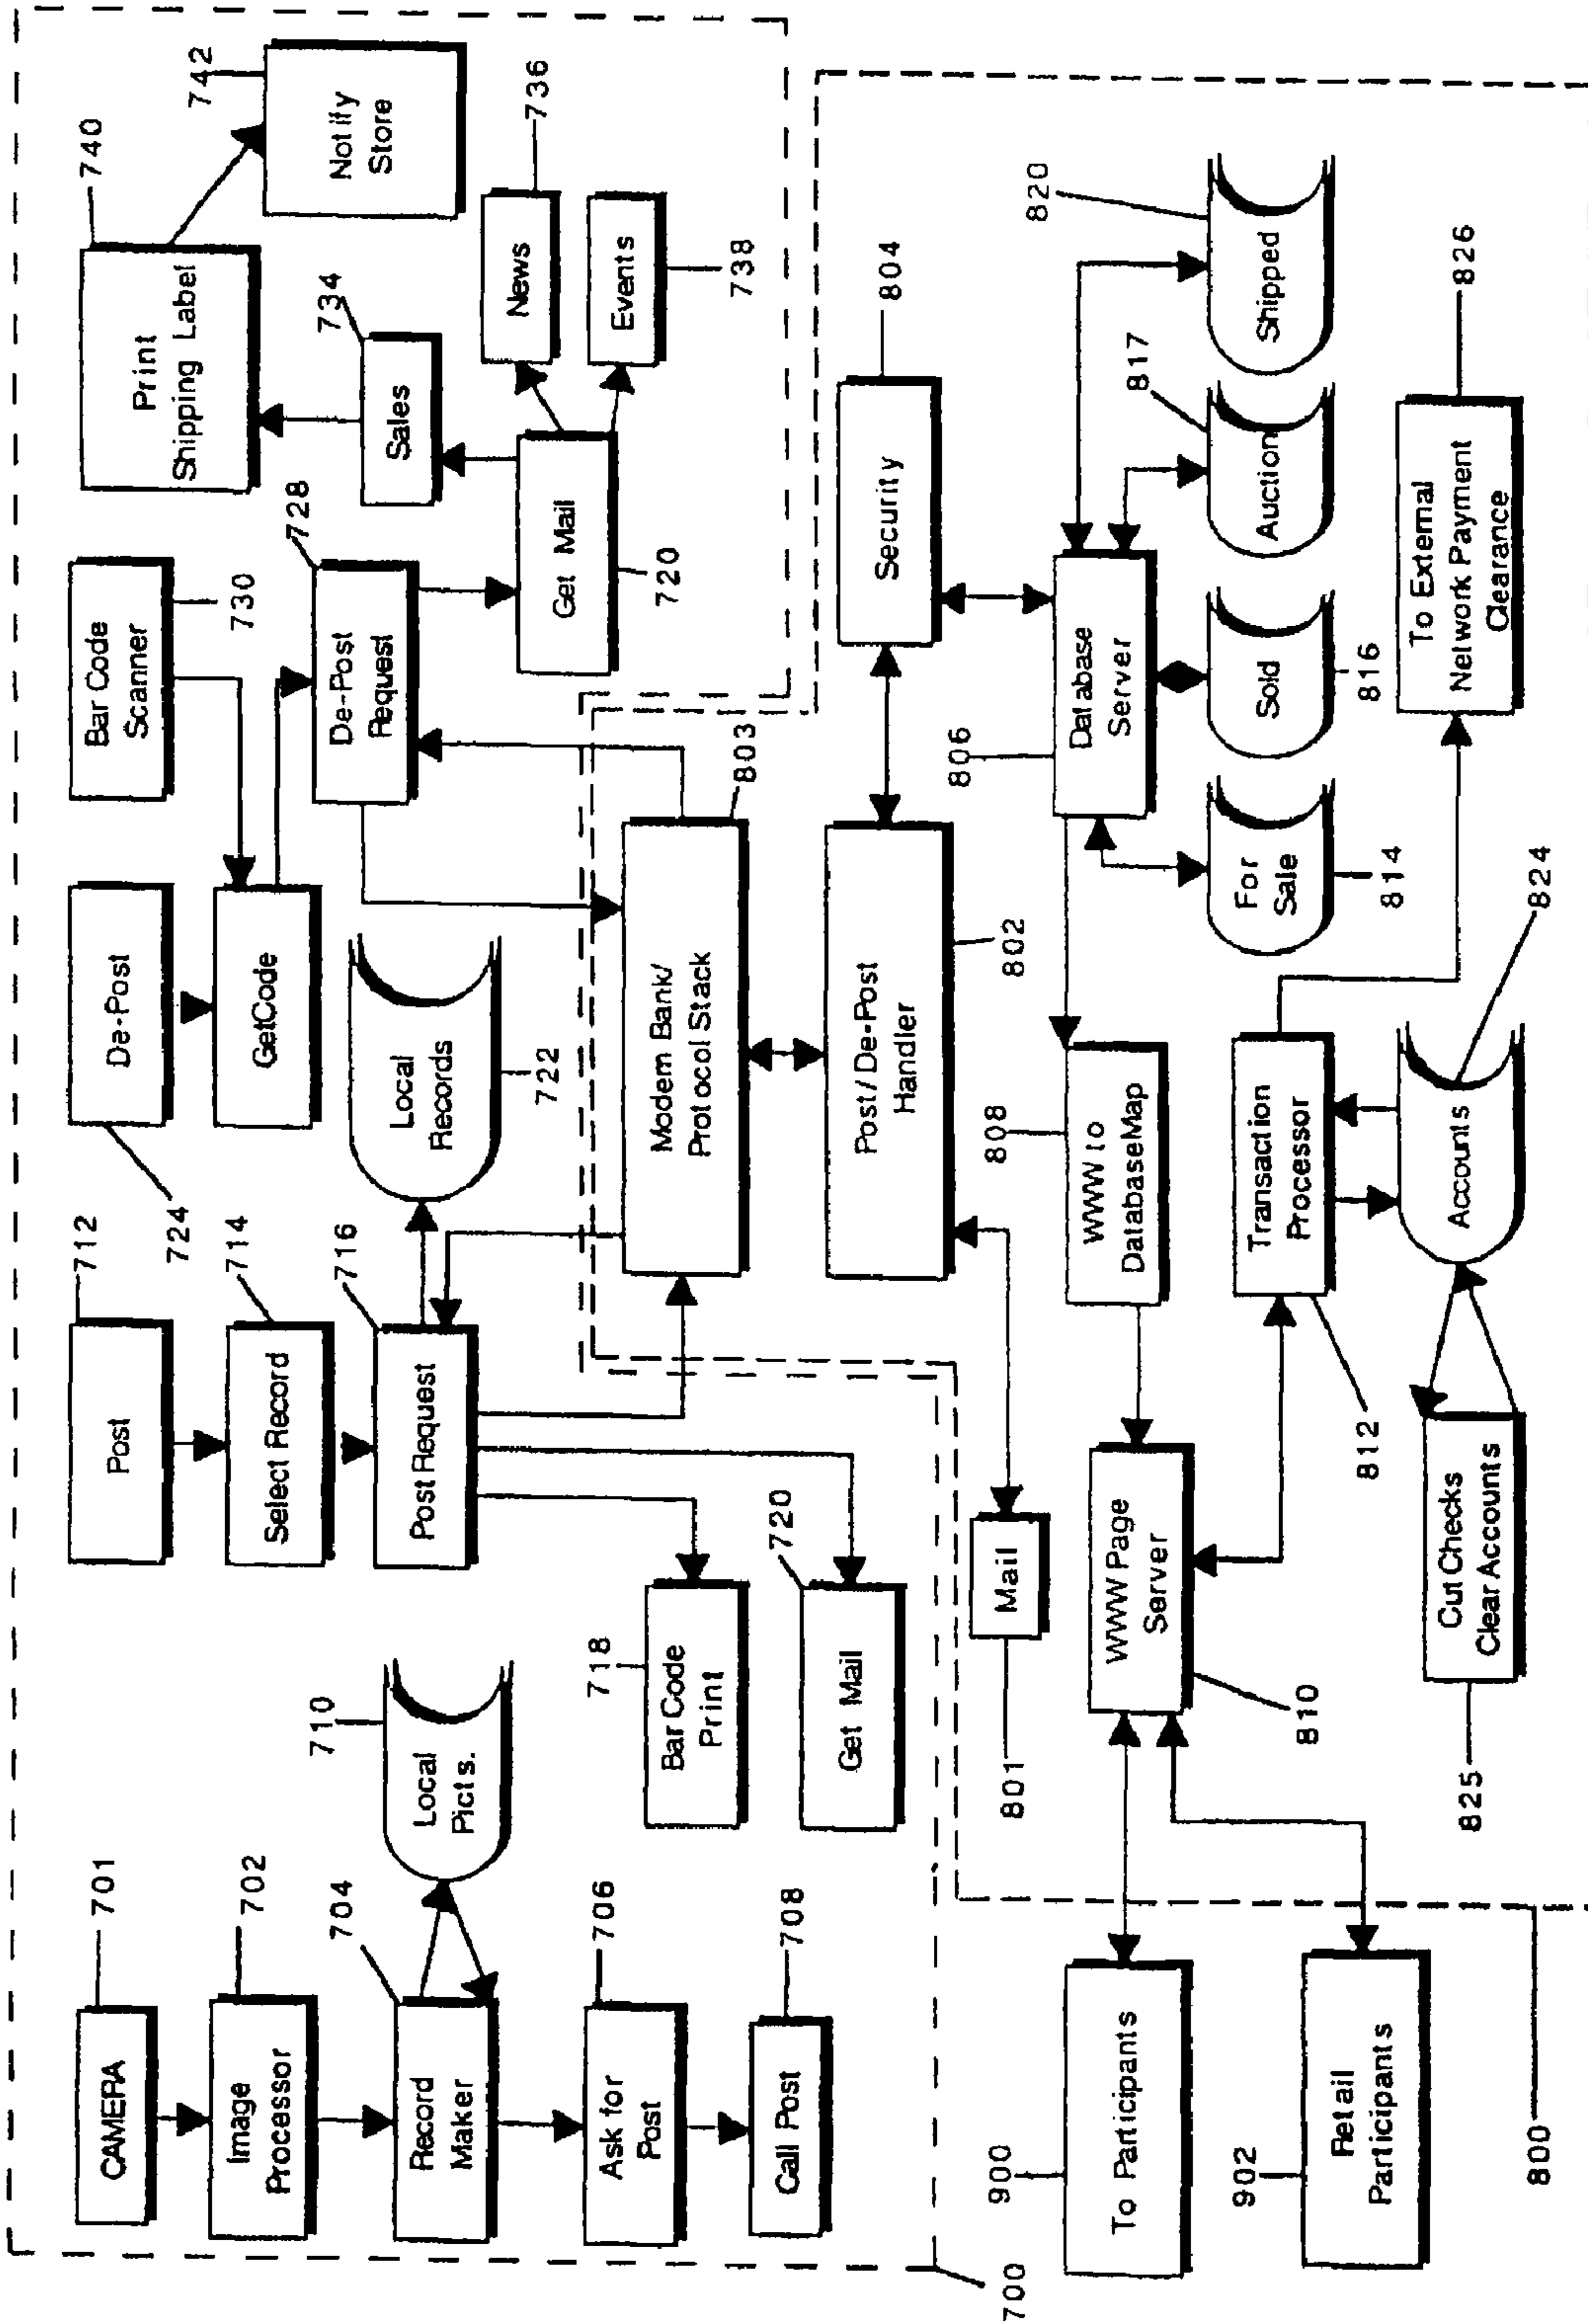 CAMERA
701
Image
Processor
702
Record
Maker
704
Local
Picts.
710
Ask for
Post
706
Call Post
708
Post
712
Select Record
714
Post Request
716
Local
Records
722
Bar Code
Print
718
Get Mail
720
De-Post
724
GetCode
Bar Code
Scanner
730
De-Post
Request
728
Get Mail
720
Sales
734
Print
Shipping Label
740
Notify
Store
742
News
736
Events
738
700
Modem Bank/
Protocol Stack
803
Post/De-Post
Handler
802
Security
804
Mail
801
Database
Server
806
WWW to
DatabaseMap
808
WWW Page
Server
810
For
Sale
814
Sold
816
Auction
817
Shipped
820
Transaction
Processor
812
Accounts
824
Cut Checks
Clear Accounts
825
To External
Network Payment
Clearance
826
To Participants
900
Retail
Participants
902
800